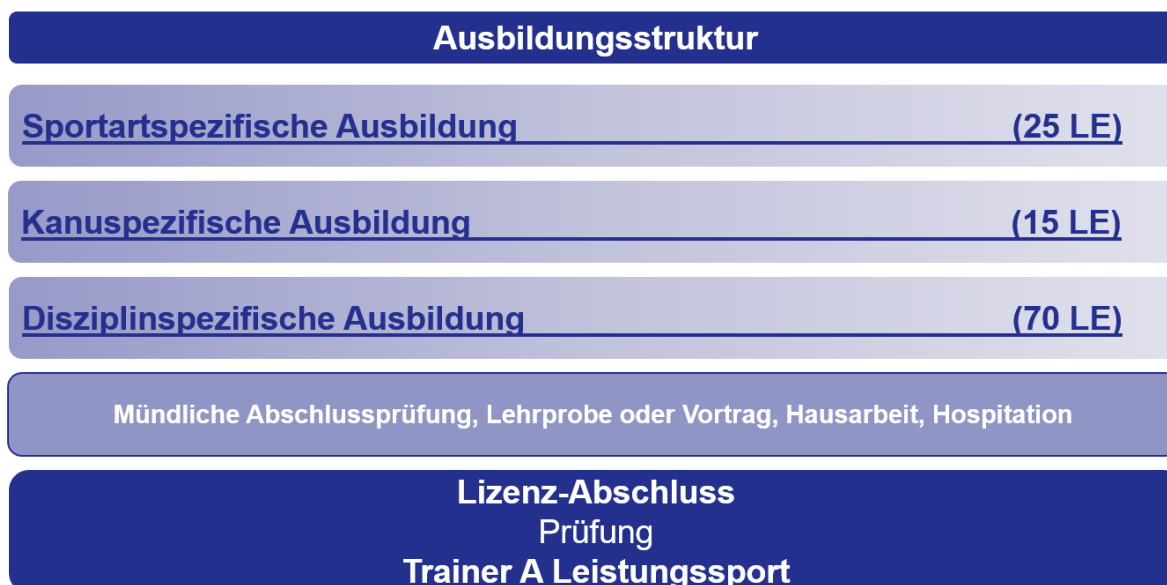 Ausbildungsstruktur
Sportartspezifische Ausbildung (25 LE)
Kanuspezifische Ausbildung (15 LE)
Disziplinspezifische Ausbildung (70 LE)
Mündliche Abschlussprüfung, Lehrprobe oder Vortrag, Hausarbeit, Hospitation
Lizenz-Abschluss
Prüfung
Trainer A Leistungssport